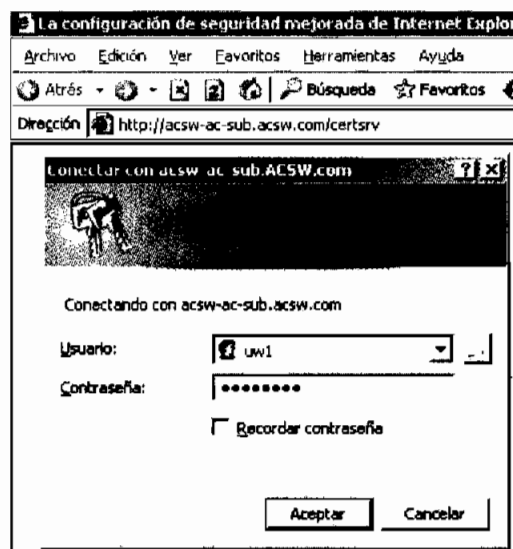 La configuración de seguridad mejorada de Internet Explor
Archivo Edición Ver Favoritos Herramientas Ayuda
Atrás Búsqueda Favoritos
Dirección http://acsw-ac-sub.acsw.com/certsrv
Conectar con acsw-ac-sub.ACSW.com
Conectando con acsw-ac-sub.acsw.com
Usuario: uw1
Contraseña: ●●●●●●●●
Recordar contraseña
Aceptar Cancelar